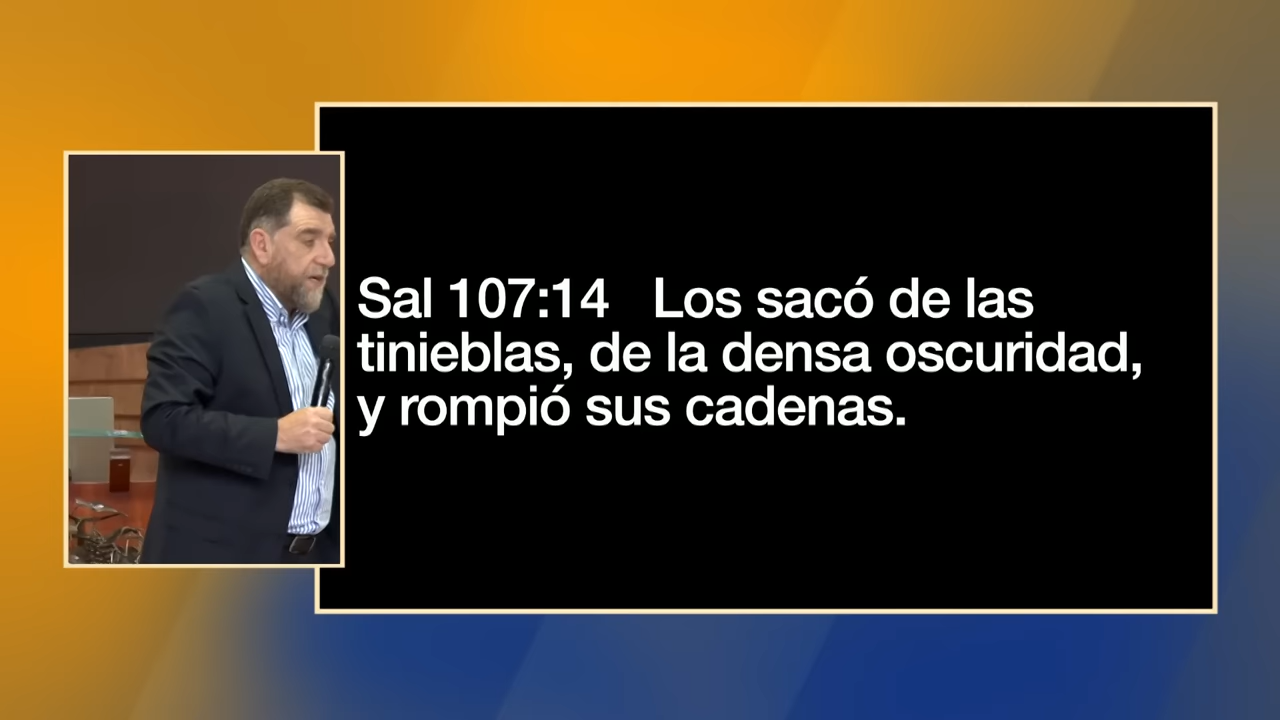 Sal 107:14   Los sacó de las
tinieblas, de la densa oscuridad,
y rompió sus cadenas.